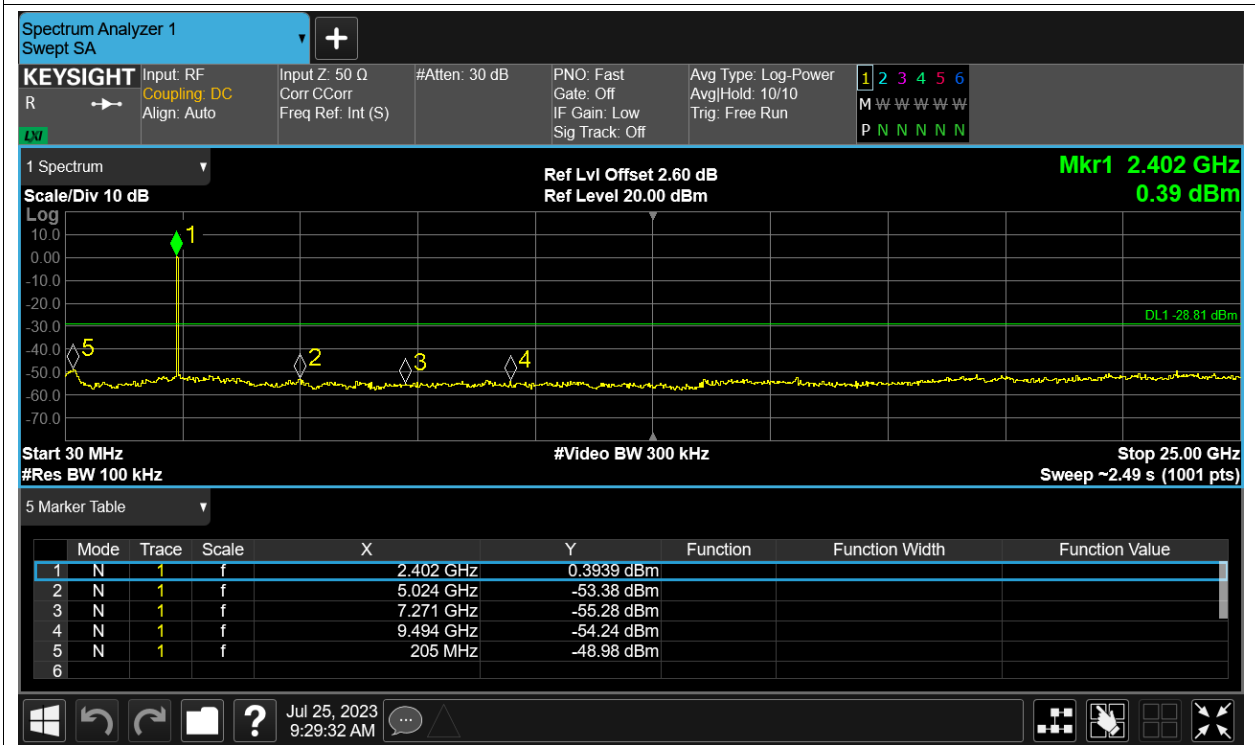 Spectrum Analyzer 1
Swept SA
+
KEYSIGHT
R
LXI
Input: RF
Coupling: DC
Align: Auto
Input Z: 50 Ω
Corr CCorr
Freq Ref: Int (S)
#Atten: 30 dB
PNO: Fast
Gate: Off
IF Gain: Low
Sig Track: Off
Avg Type: Log-Power
Avg|Hold: 10/10
Trig: Free Run
1 2 3 4 5 6
M W W W W W
P N N N N N
1 Spectrum
Scale/Div 10 dB
Ref Lvl Offset 2.60 dB
Ref Level 20.00 dBm
Mkr1 2.402 GHz
0.39 dBm
Log
10.0
0.00
-10.0
-20.0
-30.0
-40.0
-50.0
-60.0
-70.0
1
DL1 -28.81 dBm
5
2
3
4
Start 30 MHz
#Video BW 300 kHz
Stop 25.00 GHz
#Res BW 100 kHz
Sweep ~2.49 s (1001 pts)
5 Marker Table
Mode Trace Scale X Y Function Function Width Function Value
1 N 1 f 2.402 GHz 0.3939 dBm
2 N 1 f 5.024 GHz -53.38 dBm
3 N 1 f 7.271 GHz -55.28 dBm
4 N 1 f 9.494 GHz -54.24 dBm
5 N 1 f 205 MHz -48.98 dBm
6
?
Jul 25, 2023
9:29:32 AM